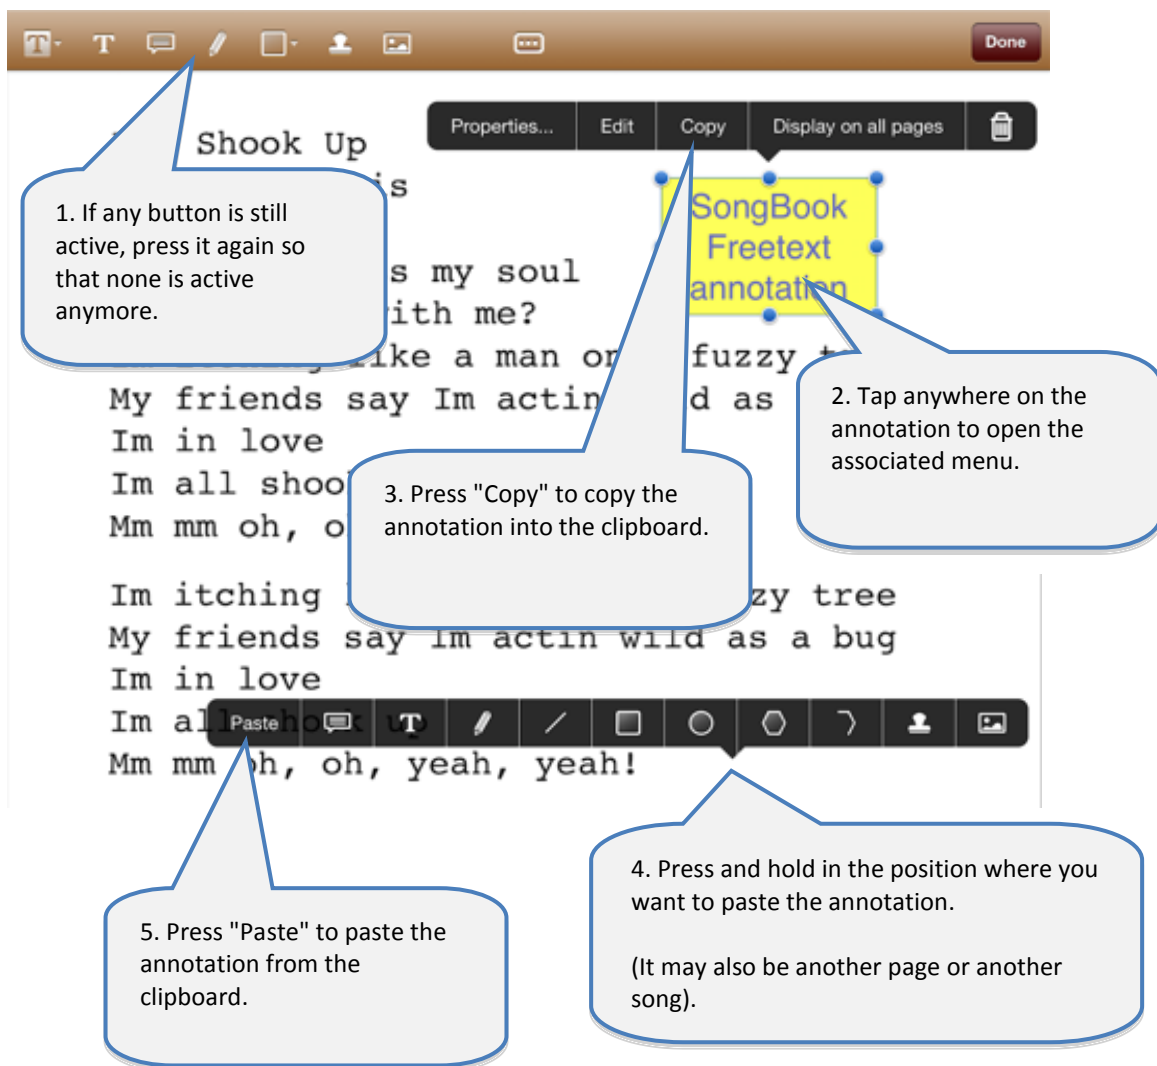 Done
Properties... Edit Copy Display on all pages
Shook Up
is
SongBook
Freetext
annotation
1. If any button is still
active, press it again so
that none is active
anymore.
s my soul
ith me?
like a man on fuzzy
My friends say Im actin d as
2. Tap anywhere on the
annotation to open the
associated menu.
Im in love
Im all shoo
Mm mm oh, o
3. Press "Copy" to copy the
annotation into the clipboard.
Im itching zy tree
My friends say Im actin wild as a bug
Im in love
Im all shook up
Paste
Mm mm oh, oh, yeah, yeah!
4. Press and hold in the position where you
want to paste the annotation.
(It may also be another page or another
song).
5. Press "Paste" to paste the
annotation from the
clipboard.